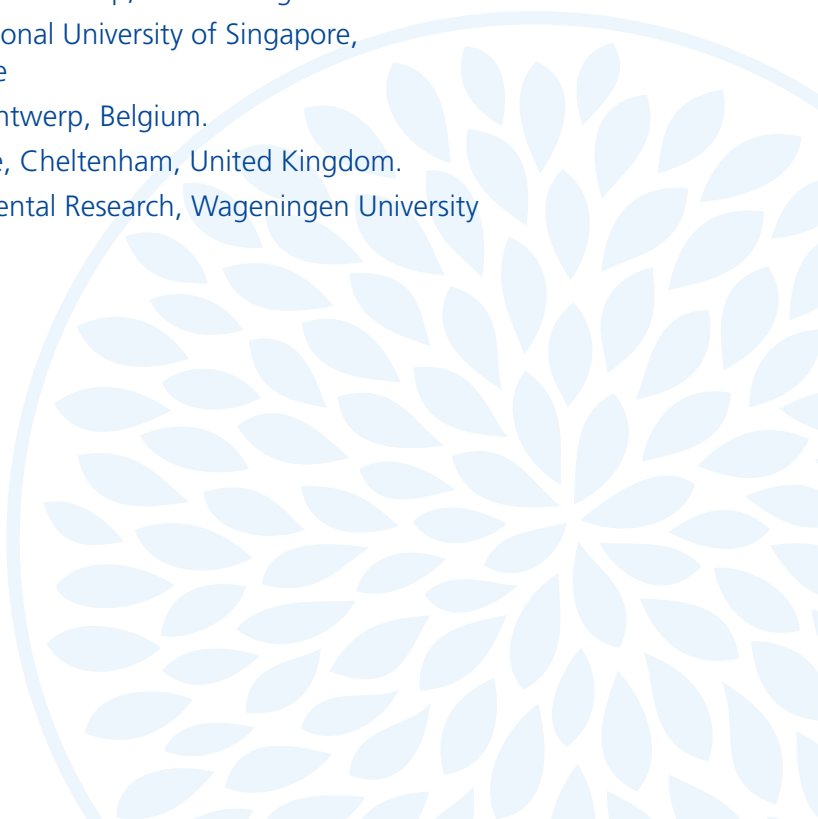 onal University of Singapore,
e
ntwerp, Belgium.
e, Cheltenham, United Kingdom.
ental Research, Wageningen University